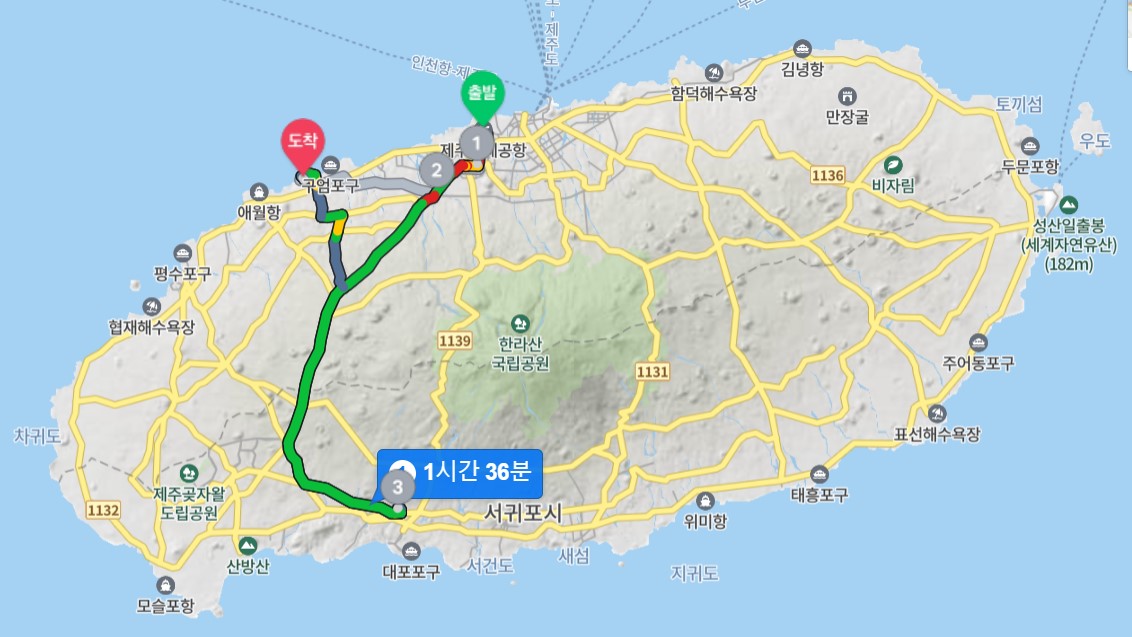 인천항-제
제주도
김녕항
함덕해수욕장
만장굴
토끼섬
우도
출발
1
도착
2
구엄포구
애월항
두문포항
1136
비자림
성산일출봉
(세계자연유산)
(182m)
평수포구
협재해수욕장
1139
한라산
국립공원
1131
주어동포구
표선해수욕장
차귀도
1시간 36분
3
제주곶자왈
도립공원
1132
서귀포시
태흥포구
위미항
산방산
대포포구
서건도
새섬
지귀도
모슬포항